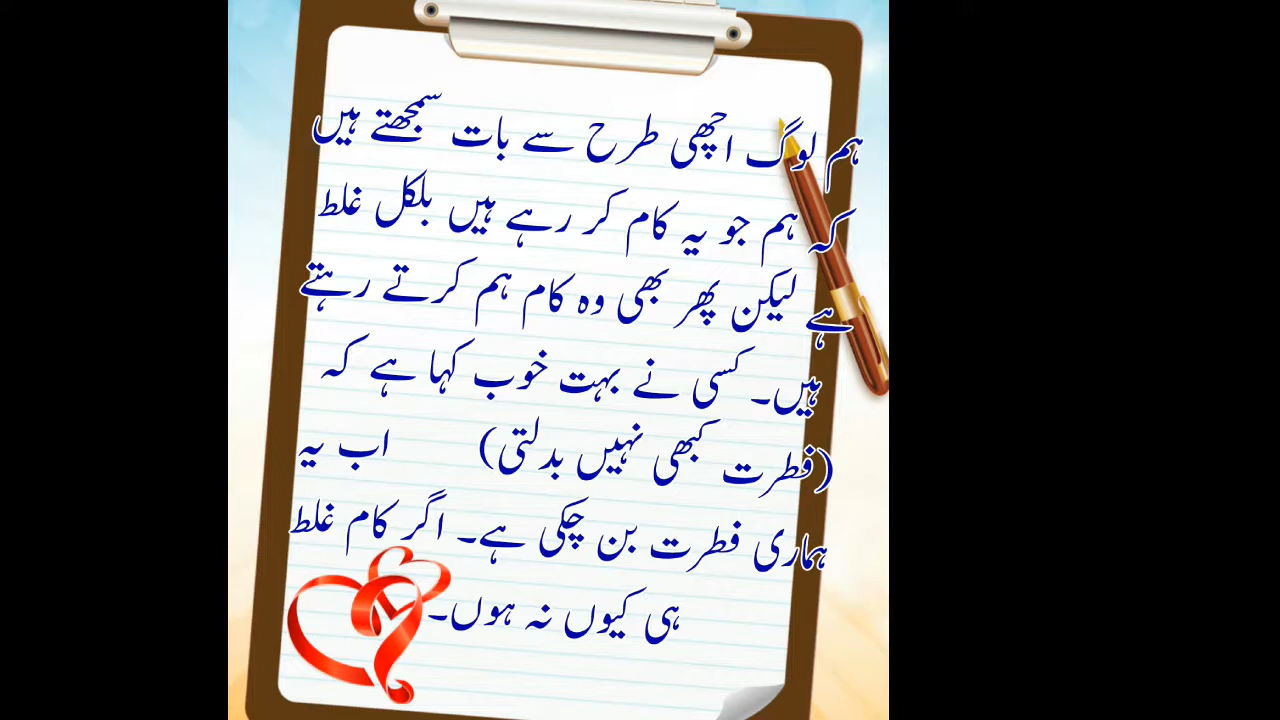 ہم لوگ اچھی طرح سے بات سمجھتے ہیں
کہ ہم جو یہ کام کر رہے ہیں بلکل غلط
ہے لیکن پھر بھی وہ کام ہم کرتے رہتے
ہیں۔ کسی نے بہت خوب کہا ہے کہ
(فطرت کبھی نہیں بدلتی) اب یہ
ہماری فطرت بن چکی ہے۔ اگر کام غلط
ہی کیوں نہ ہوں۔